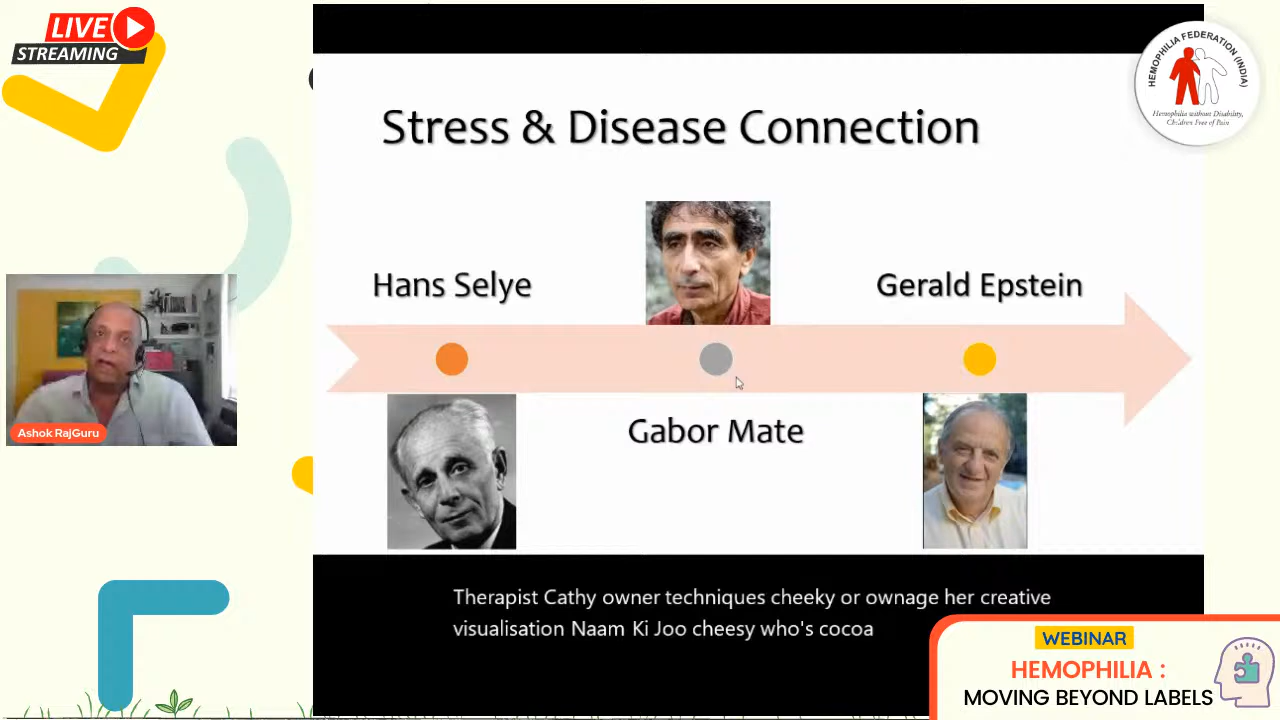 LIVE
STREAMING
HEMOPHILIA FEDERATION (INDIA)
Hemophilia without Disability,
Children Free of Pain
Stress & Disease Connection
Hans Selye
Gerald Epstein
Gabor Mate
Ashok RajGuru
Therapist Cathy owner techniques cheeky or ownage her creative
visualisation Naam Ki Joo cheesy who's cocoa
WEBINAR
HEMOPHILIA :
MOVING BEYOND LABELS